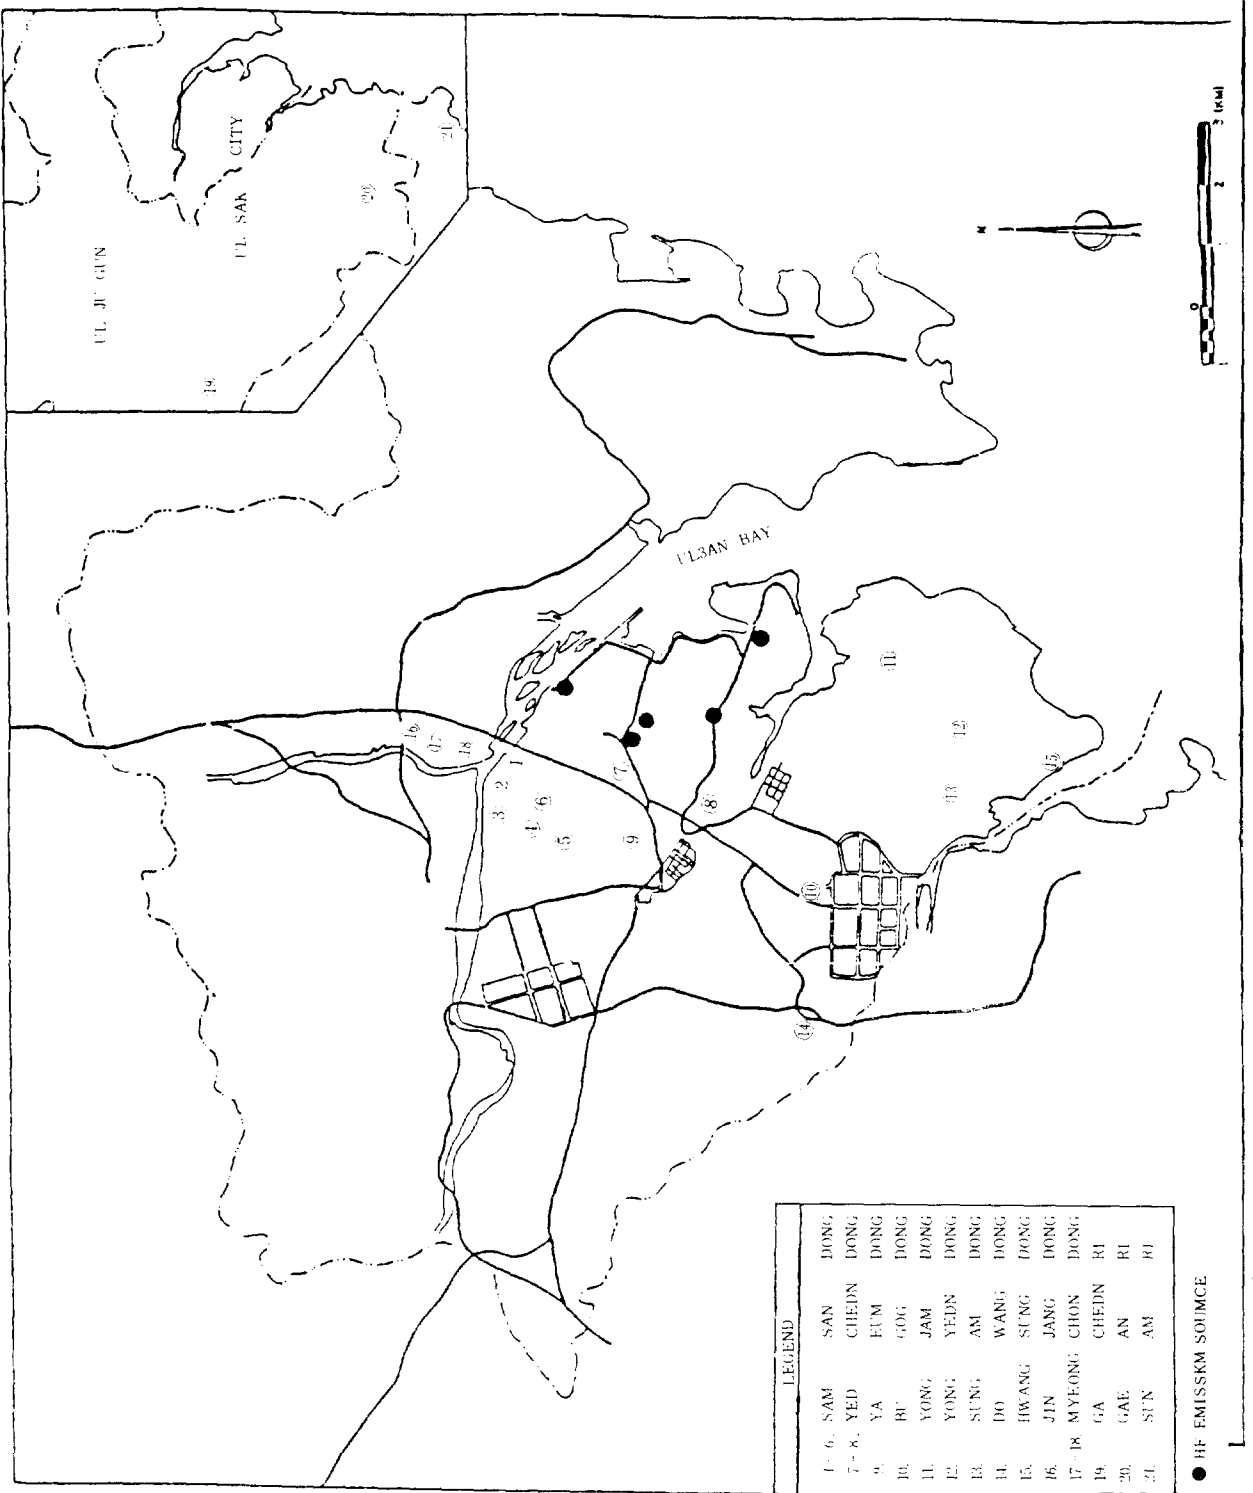 UL JU GUN
UL SAK CITY
19
20
21
UL3AN BAY
N
0
2
3 (KM)
16
17
18
1
2
3
4
6
5
7
8
9
10
11
12
13
15
14
LEGEND
1-6. SAM SAN DONG
7-8. YED CHEDN DONG
9. YA EUM DONG
10. BU GOG DONG
11. YONG JAM DONG
12. YONG YEDN DONG
13. SUNG AM DONG
14. DO WANG DONG
15. HWANG SUNG DONG
16. JIN JANG DONG
17-18. MYEONG CHON DONG
19. GA CHEDN RI
20. GAE AN RI
21. SUN AM RI
● HF EMISSKM SOUMCE